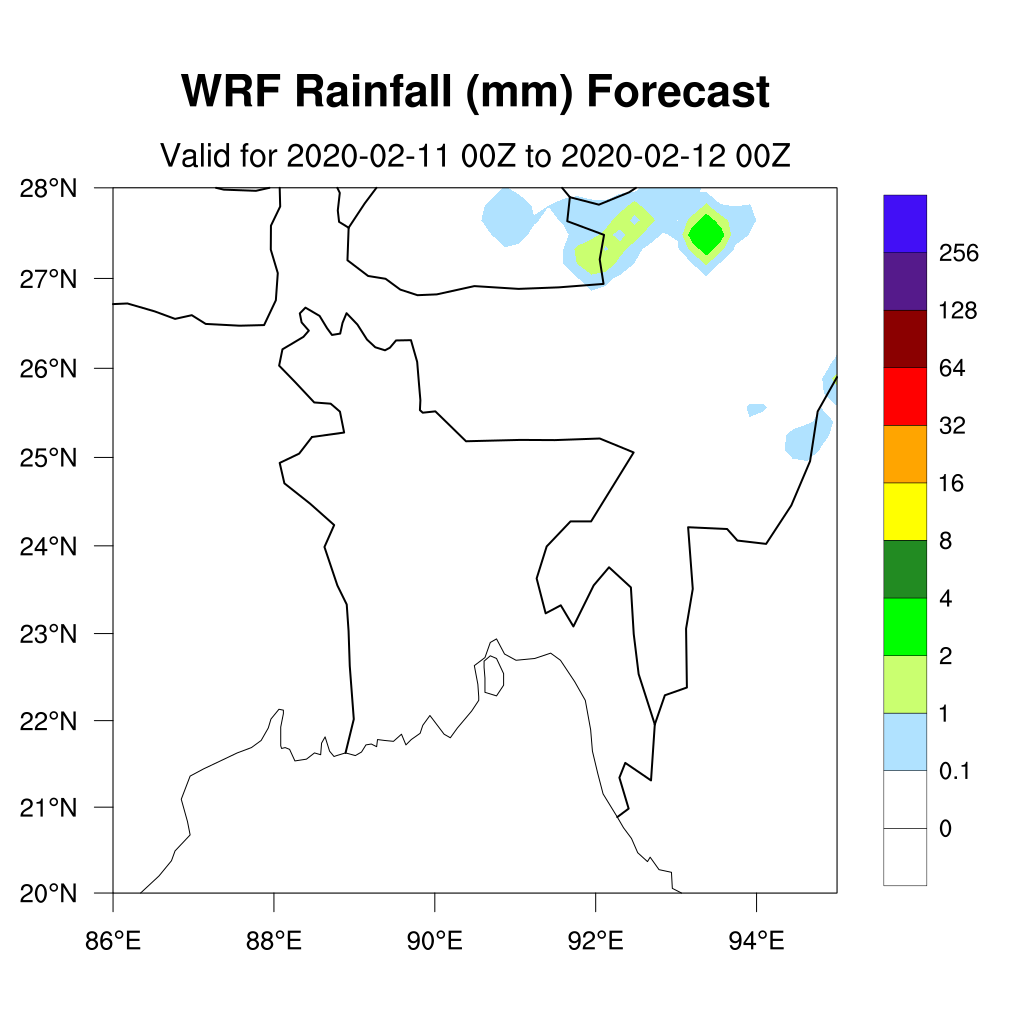 WRF Rainfall (mm) Forecast
Valid for 2020-02-11 00Z to 2020-02-12 00Z
28°N
27°N
26°N
25°N
24°N
23°N
22°N
21°N
20°N
86°E 88°E 90°E 92°E 94°E
256
128
64
32
16
8
4
2
1
0.1
0